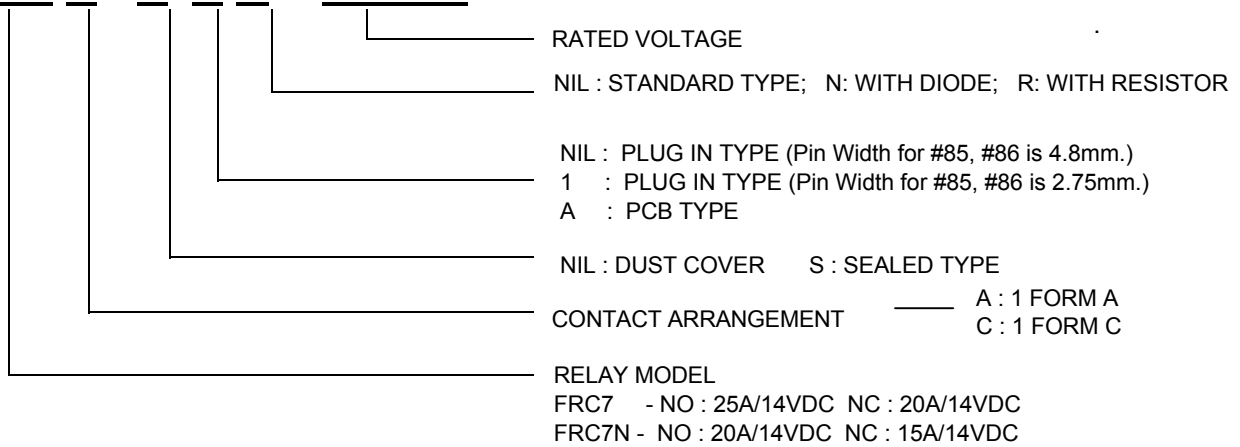 RATED VOLTAGE
NIL : STANDARD TYPE; N: WITH DIODE; R: WITH RESISTOR
NIL : PLUG IN TYPE (Pin Width for #85, #86 is 4.8mm.)
1 : PLUG IN TYPE (Pin Width for #85, #86 is 2.75mm.)
A : PCB TYPE
NIL : DUST COVER S : SEALED TYPE
CONTACT ARRANGEMENT
A : 1 FORM A
C : 1 FORM C
RELAY MODEL
FRC7 - NO : 25A/14VDC NC : 20A/14VDC
FRC7N - NO : 20A/14VDC NC : 15A/14VDC